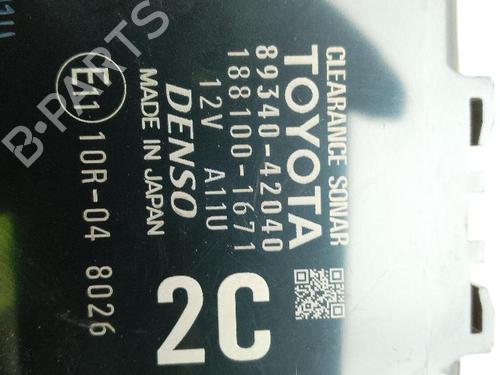 CLEARANCE SONAR
TOYOTA
89340-42040
188100-1671
12V A11U
DENSO
MADE IN JAPAN
E1 10R-04 8026
2C
B-PARTS